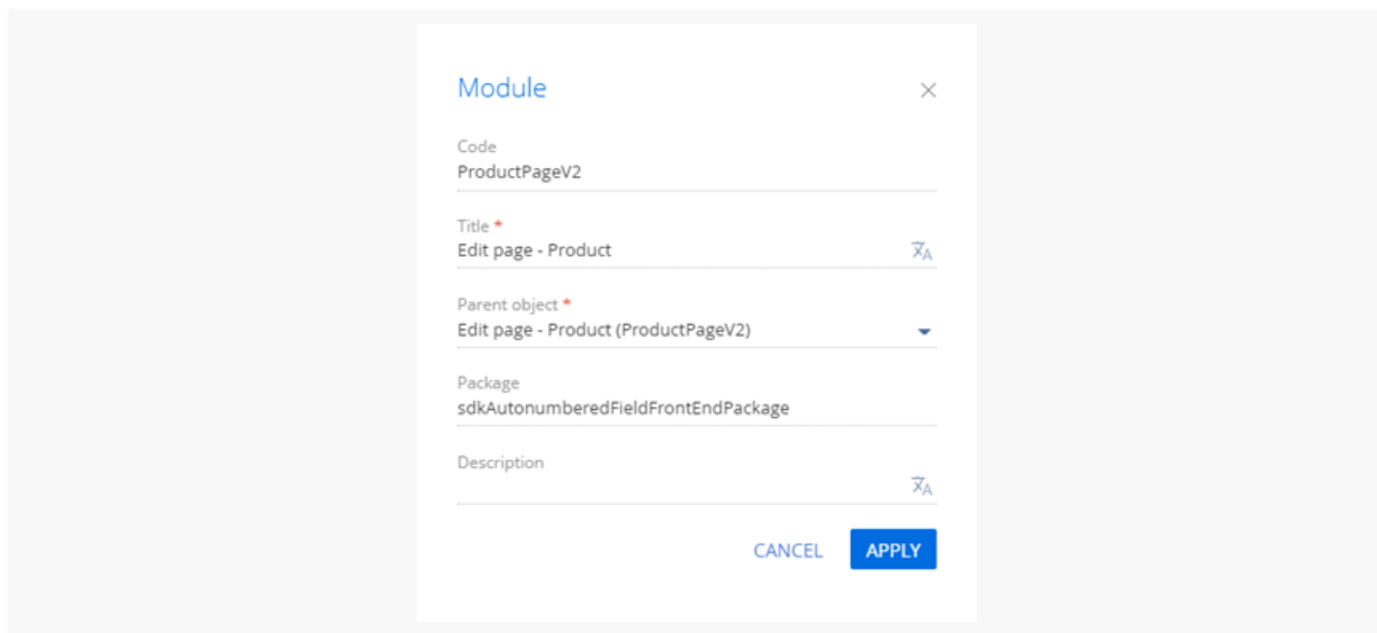 Module
Code
ProductPageV2
Title *
Edit page - Product
Parent object *
Edit page - Product (ProductPageV2)
Package
sdkAutonumberedFieldFrontEndPackage
Description
CANCEL APPLY